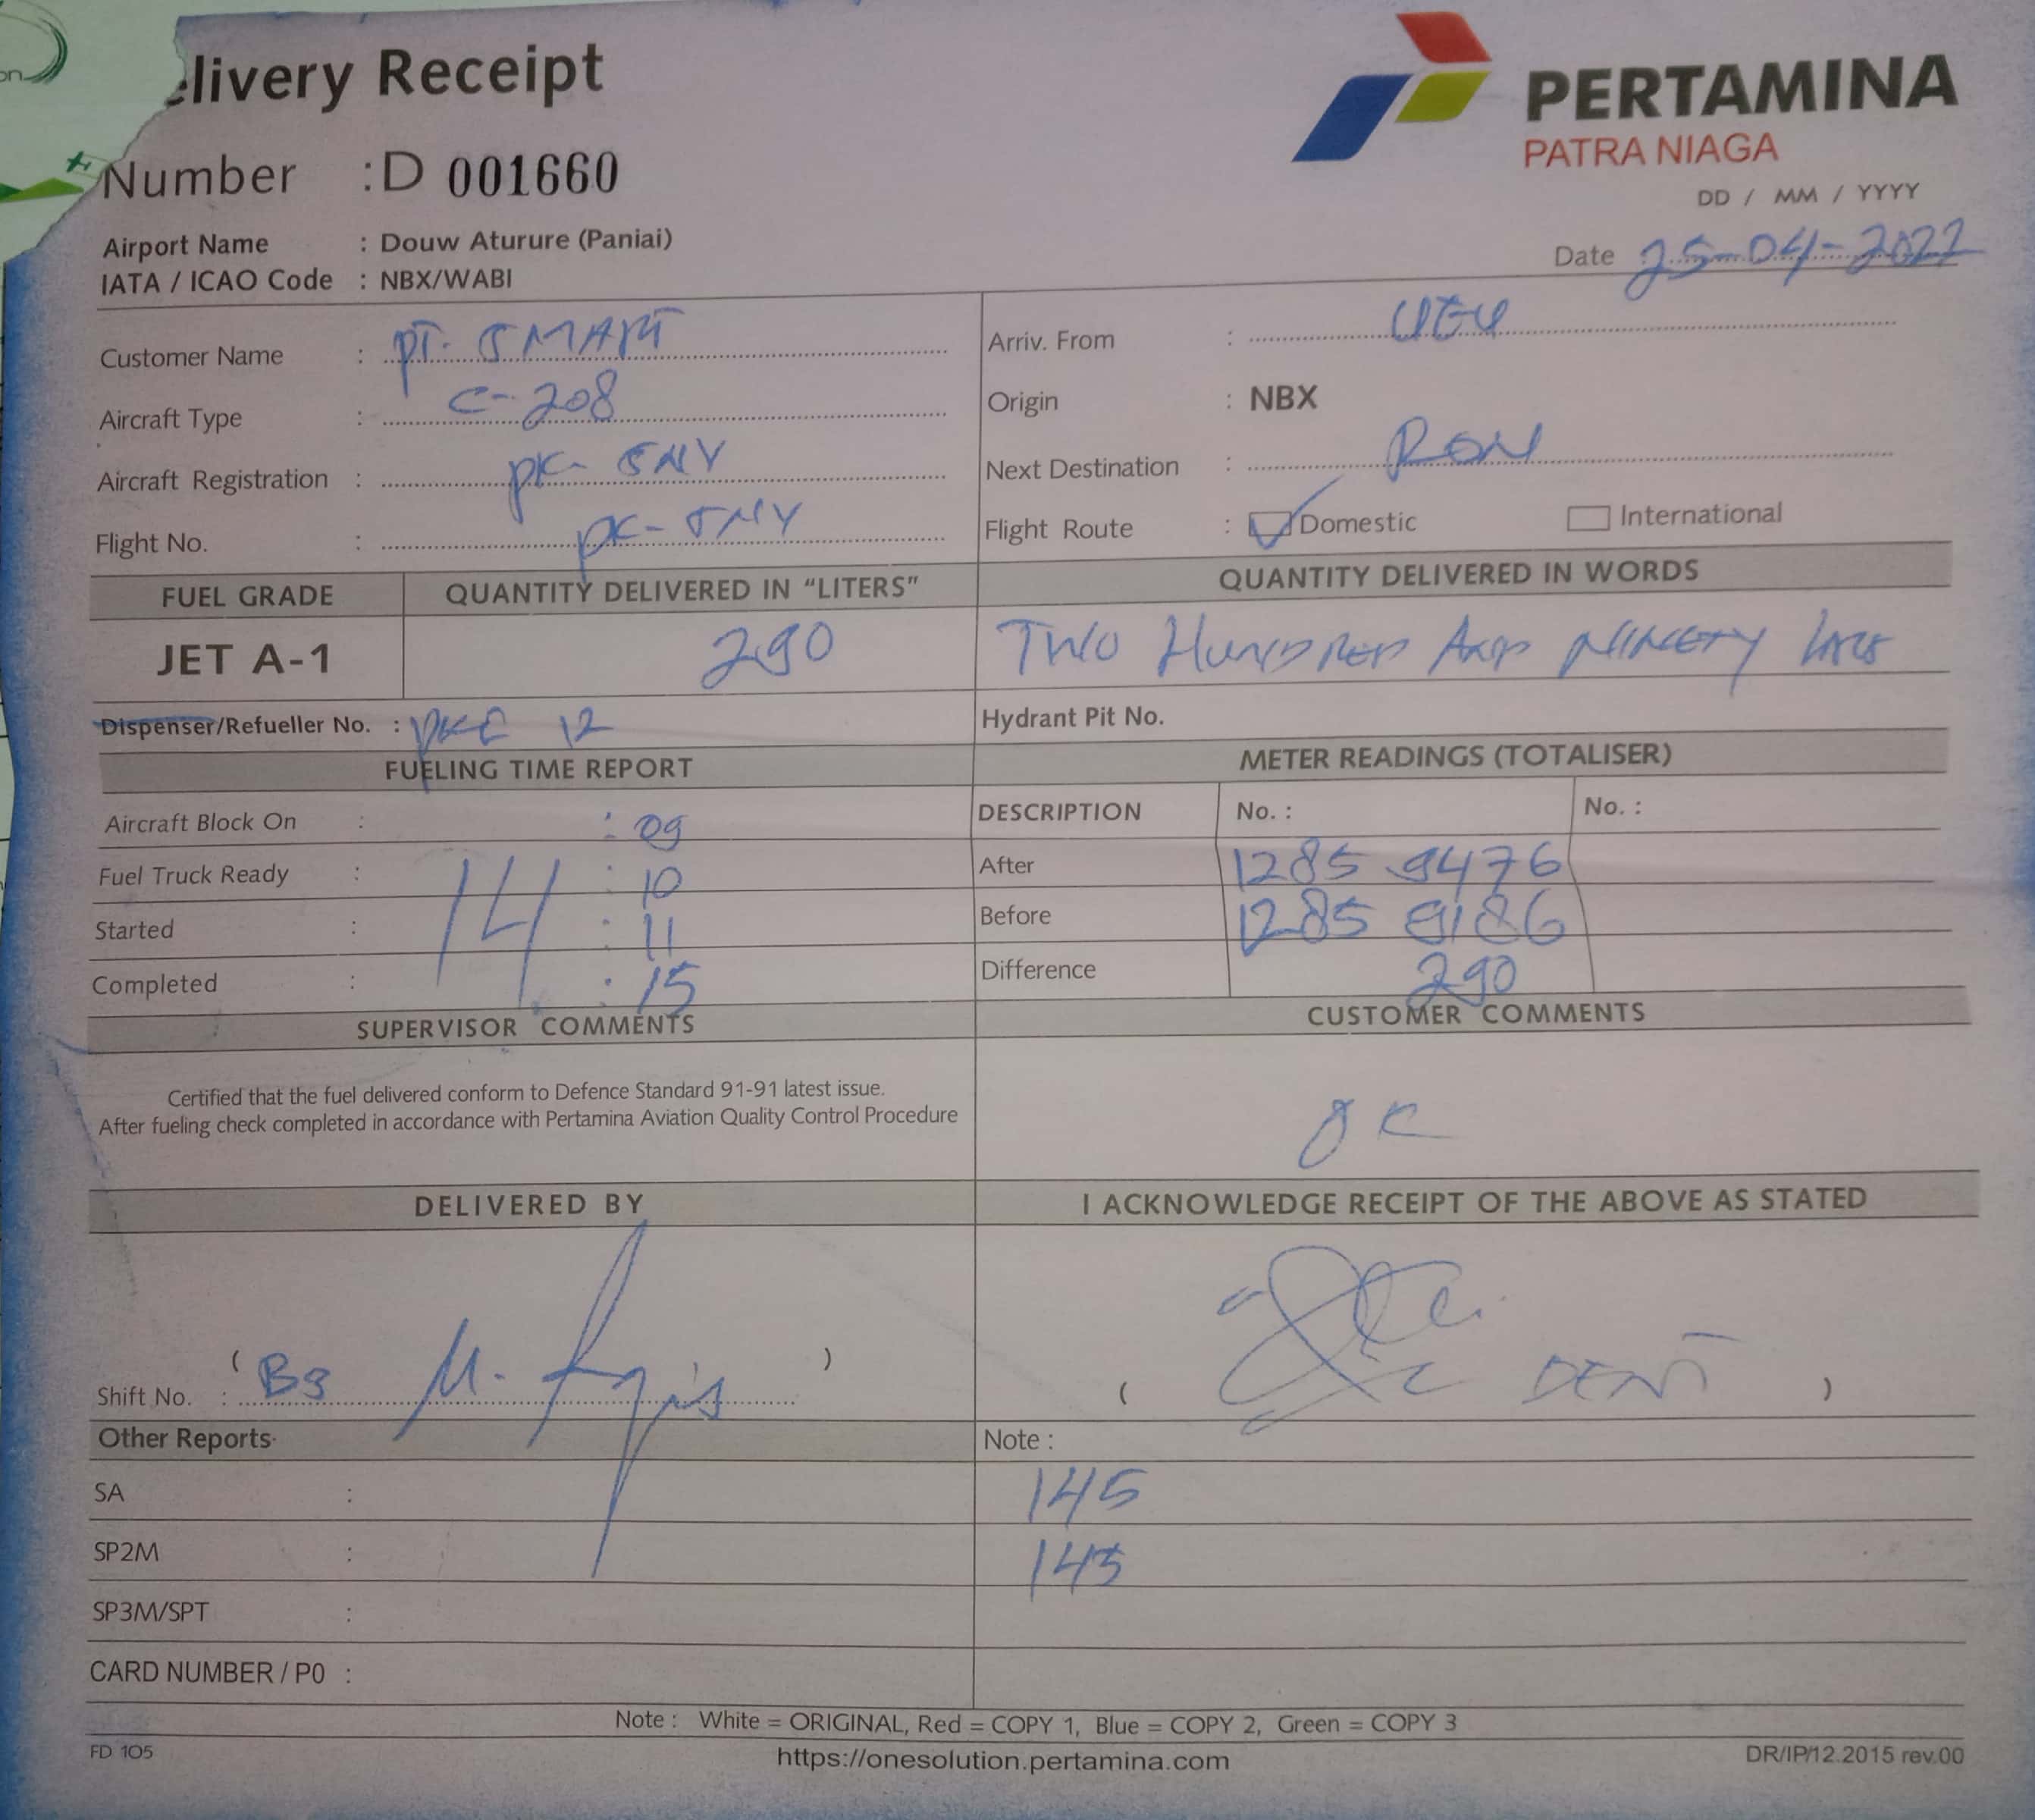 livery Receipt
PERTAMINA
PATRA NIAGA
Number : D 001660
DD / MM / YYYY
Airport Name : Douw Aturure (Paniai)
Date 25-04-2022
IATA / ICAO Code : NBX/WABI
Customer Name : PT. SMART
Arriv. From :
Aircraft Type : C-208
Origin : NBX
Aircraft Registration : PK-SNY
Next Destination : RON
Flight No. : PK-SNY
Flight Route : Domestic International
FUEL GRADE QUANTITY DELIVERED IN “LITERS” QUANTITY DELIVERED IN WORDS
JET A-1 290 TWO HUNDRED AND NINETY
Dispenser/Refueller No. : 12
Hydrant Pit No.
FUELING TIME REPORT
METER READINGS (TOTALISER)
Aircraft Block On : : 09
DESCRIPTION No. : No. :
Fuel Truck Ready : 14 : 10
After 1285 9476
Started : : 11
Before 1285 9186
Completed : : 15
Difference 290
SUPERVISOR COMMENTS
CUSTOMER COMMENTS
Certified that the fuel delivered conform to Defence Standard 91-91 latest issue.
After fueling check completed in accordance with Pertamina Aviation Quality Control Procedure
OK
DELIVERED BY
I ACKNOWLEDGE RECEIPT OF THE ABOVE AS STATED
( )
Shift No. : M.
( DENI )
Other Reports
Note :
SA :
145
SP2M :
145
SP3M/SPT :
CARD NUMBER / PO :
Note : White = ORIGINAL, Red = COPY 1, Blue = COPY 2, Green = COPY 3
FD 105
https://onesolution.pertamina.com
DR/IP/12.2015 rev.00